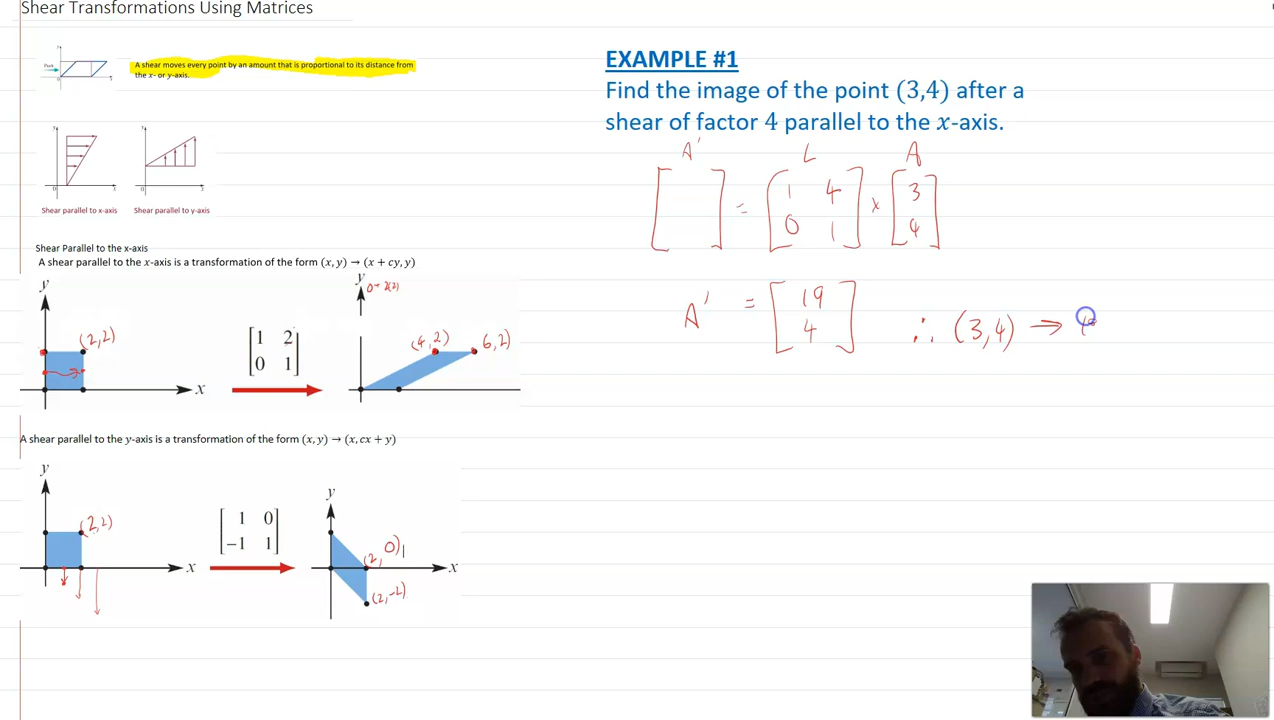 Shear Transformations Using Matrices
Push
A shear moves every point by an amount that is proportional to its distance from
the x- or y-axis.
y
x
0
y
x
0
Shear parallel to x-axis
Shear parallel to y-axis
Shear Parallel to the x-axis
A shear parallel to the x-axis is a transformation of the form (x, y) → (x + cy, y)
y
(2,2)
x
1 2
0 1
y
(4,2)
6,2)
A shear parallel to the y-axis is a transformation of the form (x, y) → (x, cx + y)
y
(2,2)
x
1 0
−1 1
y
(2, 0)
x
(2,-2)
EXAMPLE #1
Find the image of the point (3,4) after a
shear of factor 4 parallel to the x-axis.
A' L A
[ ] = [1 4 × [3
0 1] 4]
A' = [19
4]
∴ (3,4) → (